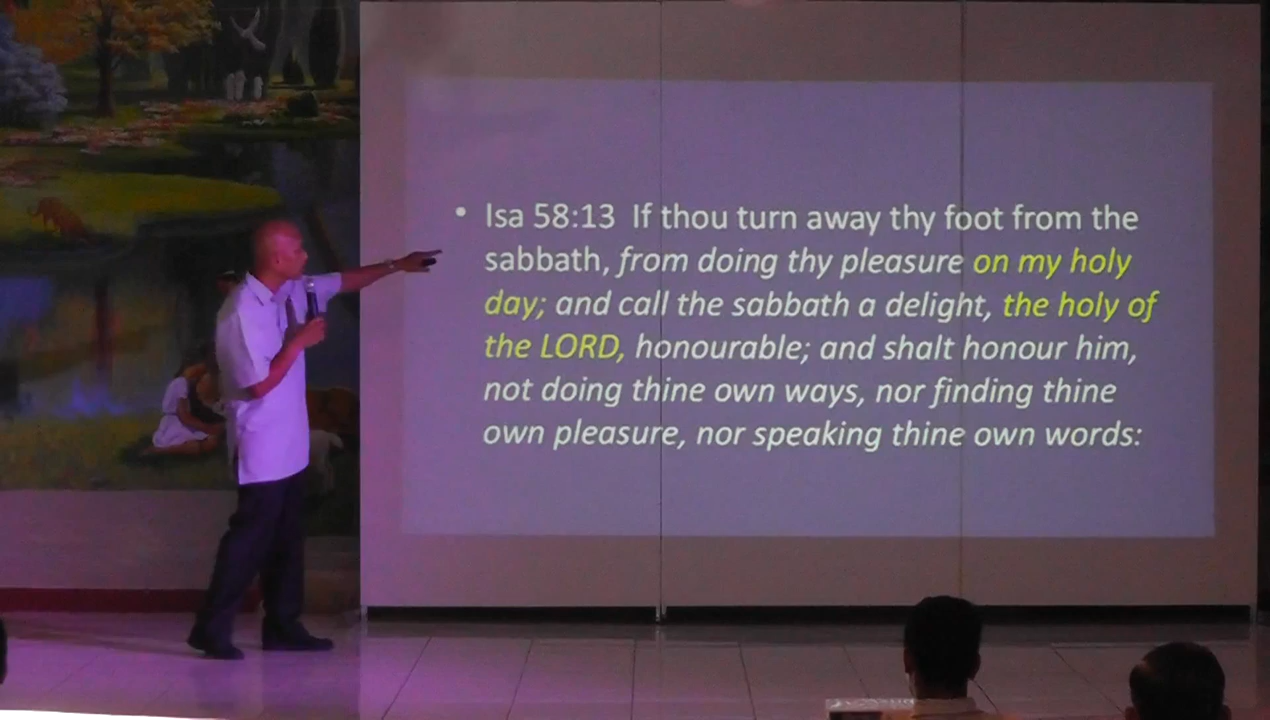 • Isa 58:13 If thou turn away thy foot from the
sabbath, from doing thy pleasure on my holy
day; and call the sabbath a delight, the holy of
the LORD, honourable; and shalt honour him,
not doing thine own ways, nor finding thine
own pleasure, nor speaking thine own words: